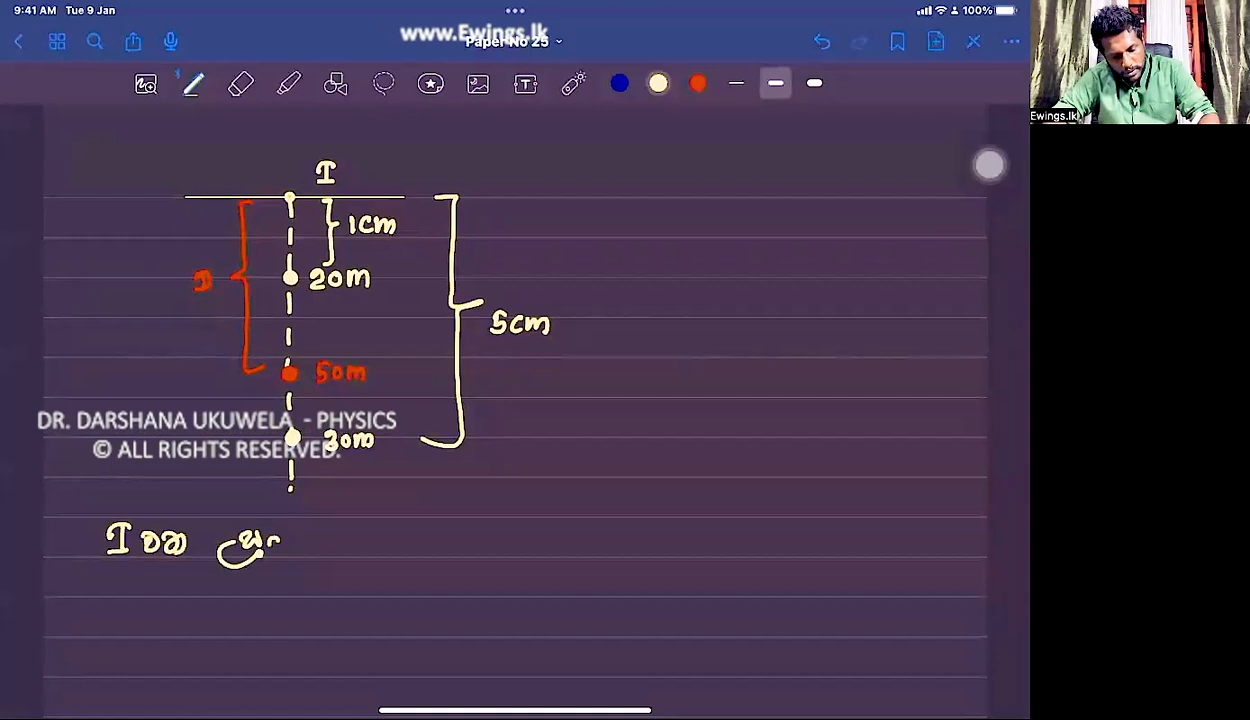 9:41 AM Tue 9 Jan
100%
www.Ewings.lk
Paper No 25
T
Ewings.lk
I
1cm
20m
50m
5cm
DR. DARSHANA UKUWELA - PHYSICS
30m
© ALL RIGHTS RESERVED.
I වක්‍ර